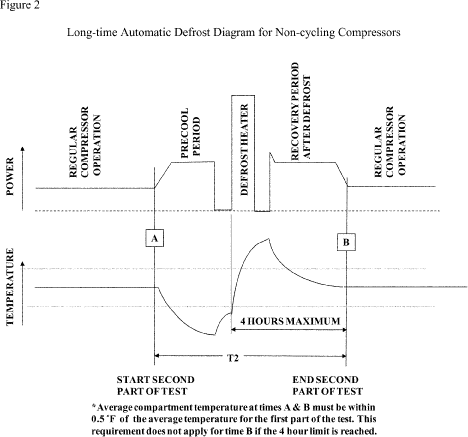 Figure 2
Long-time Automatic Defrost Diagram for Non-cycling Compressors
REGULAR
COMPRESSOR
OPERATION
PRECOOL
PERIOD
DEFROST HEATER
RECOVERY PERIOD
AFTER DEFROST
REGULAR
COMPRESSOR
OPERATION
POWER
A
B
TEMPERATURE
4 HOURS MAXIMUM
T2
START SECOND
PART OF TEST
END SECOND
PART OF TEST
*Average compartment temperature at times A & B must be within
0.5 ˚F of the average temperature for the first part of the test. This
requirement does not apply for time B if the 4 hour limit is reached.